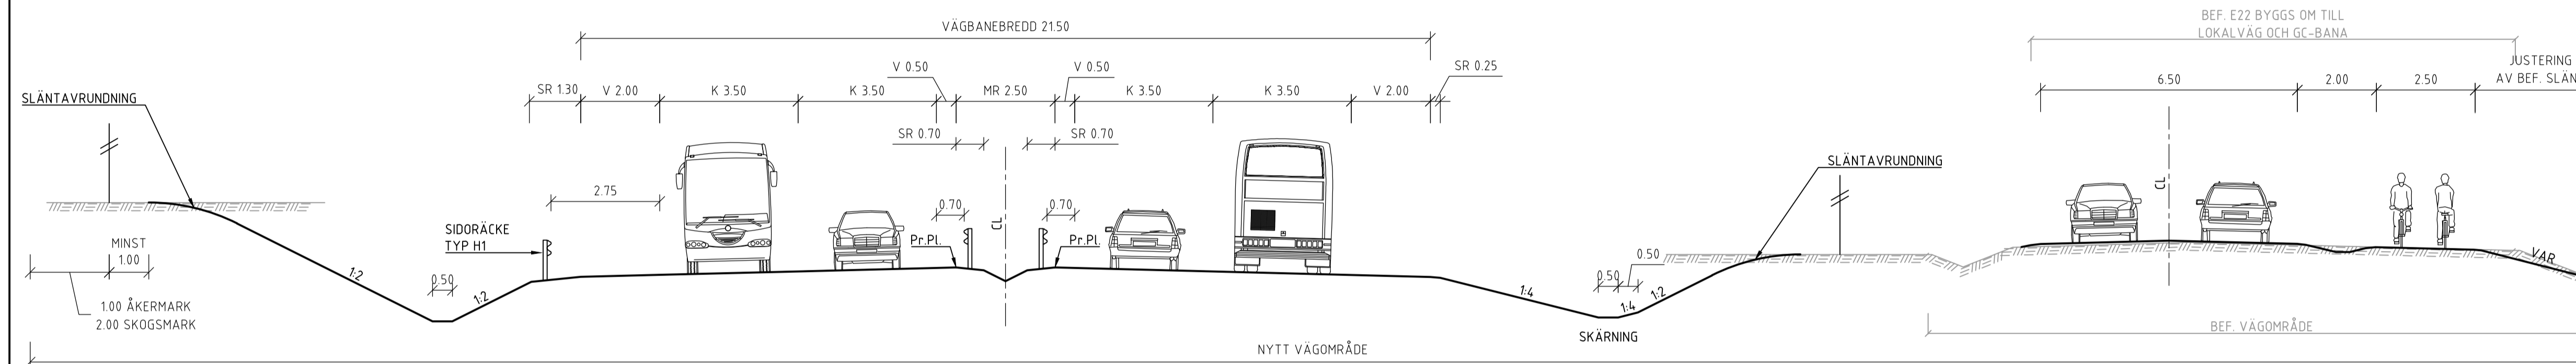 BEF. E22 BYGGS OM TILL
LOKALVÄG OCH GC-BANA
VÄGBANEBREDD 21.50
JUSTERING
AV BEF. SLÄN
V 0.50
V 0.50
SR 0.25
SR 1.30
V 2.00
K 3.50
K 3.50
MR 2.50
K 3.50
K 3.50
V 2.00
6.50
2.00
2.50
SLÄNTAVRUNDNING
SR 0.70
SR 0.70
SLÄNTAVRUNDNING
2.75
0.70
0.70
CL
CL
SIDORÄCKE
TYP H1
Pr.Pl.
Pr.Pl.
MINST
1.00
1:2
0.50
1:2
1:4
0.50
0.50
1:4
1:2
VAR
1.00 ÅKERMARK
2.00 SKOGSMARK
SKÄRNING
BEF. VÄGOMRÅDE
NYTT VÄGOMRÅDE